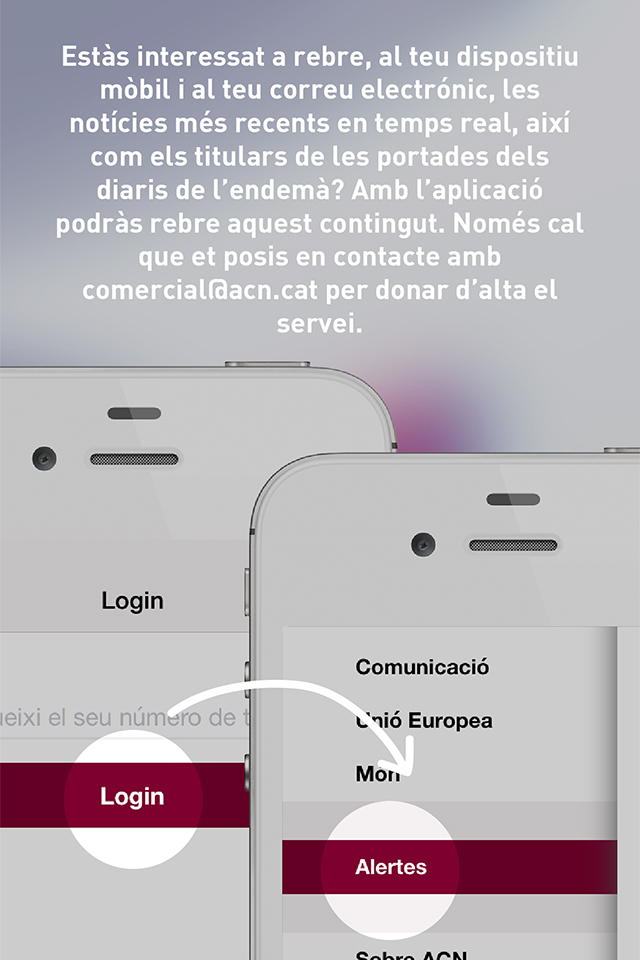 Estàs interessat a rebre, al teu dispositiu
mòbil i al teu correu electrónic, les
notícies més recents en temps real, així
com els titulars de les portades dels
diaris de l’endemà? Amb l’aplicació
podràs rebre aquest contingut. Només cal
que et posis en contacte amb
comercial@acn.cat per donar d’alta el
servei.
Login
el seu número de
Login
Comunicació
Unió Europea
Món
Alertes
Sobre ACN